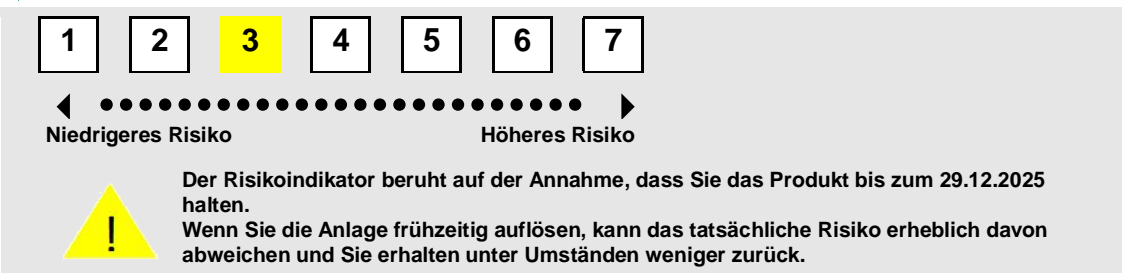 1 2 3 4 5 6 7
Niedrigeres Risiko Höheres Risiko
!
Der Risikoindikator beruht auf der Annahme, dass Sie das Produkt bis zum 29.12.2025
halten.
Wenn Sie die Anlage frühzeitig auflösen, kann das tatsächliche Risiko erheblich davon
abweichen und Sie erhalten unter Umständen weniger zurück.